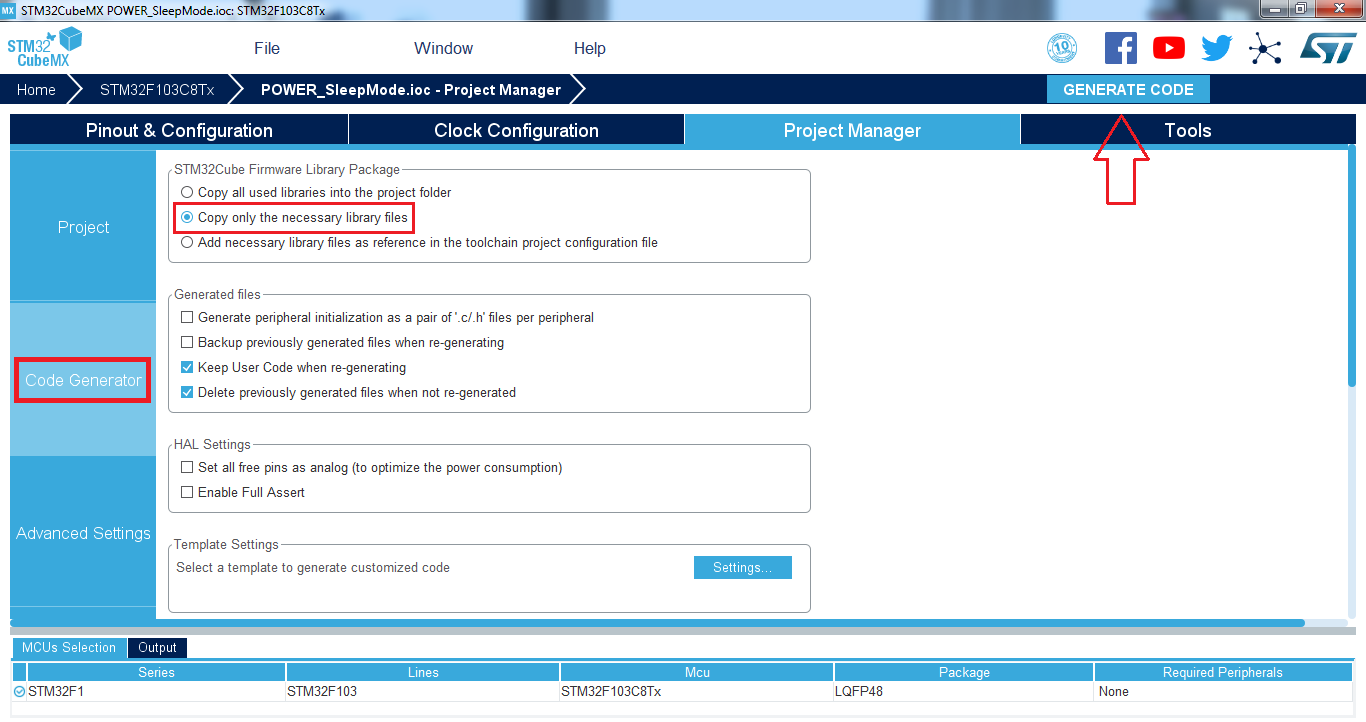 MX STM32CubeMX POWER_SleepMode.ioc: STM32F103C8Tx
STM32
CubeMX
File Window Help
10
ST
Home STM32F103C8Tx POWER_SleepMode.ioc - Project Manager GENERATE CODE
Pinout & Configuration Clock Configuration Project Manager Tools
Project
Code Generator
Advanced Settings
STM32Cube Firmware Library Package
Copy all used libraries into the project folder
Copy only the necessary library files
Add necessary library files as reference in the toolchain project configuration file
Generated files
Generate peripheral initialization as a pair of '.c/.h' files per peripheral
Backup previously generated files when re-generating
Keep User Code when re-generating
Delete previously generated files when not re-generated
HAL Settings
Set all free pins as analog (to optimize the power consumption)
Enable Full Assert
Template Settings
Select a template to generate customized code Settings...
MCUs Selection Output
Series Lines Mcu Package Required Peripherals
STM32F1 STM32F103 STM32F103C8Tx LQFP48 None